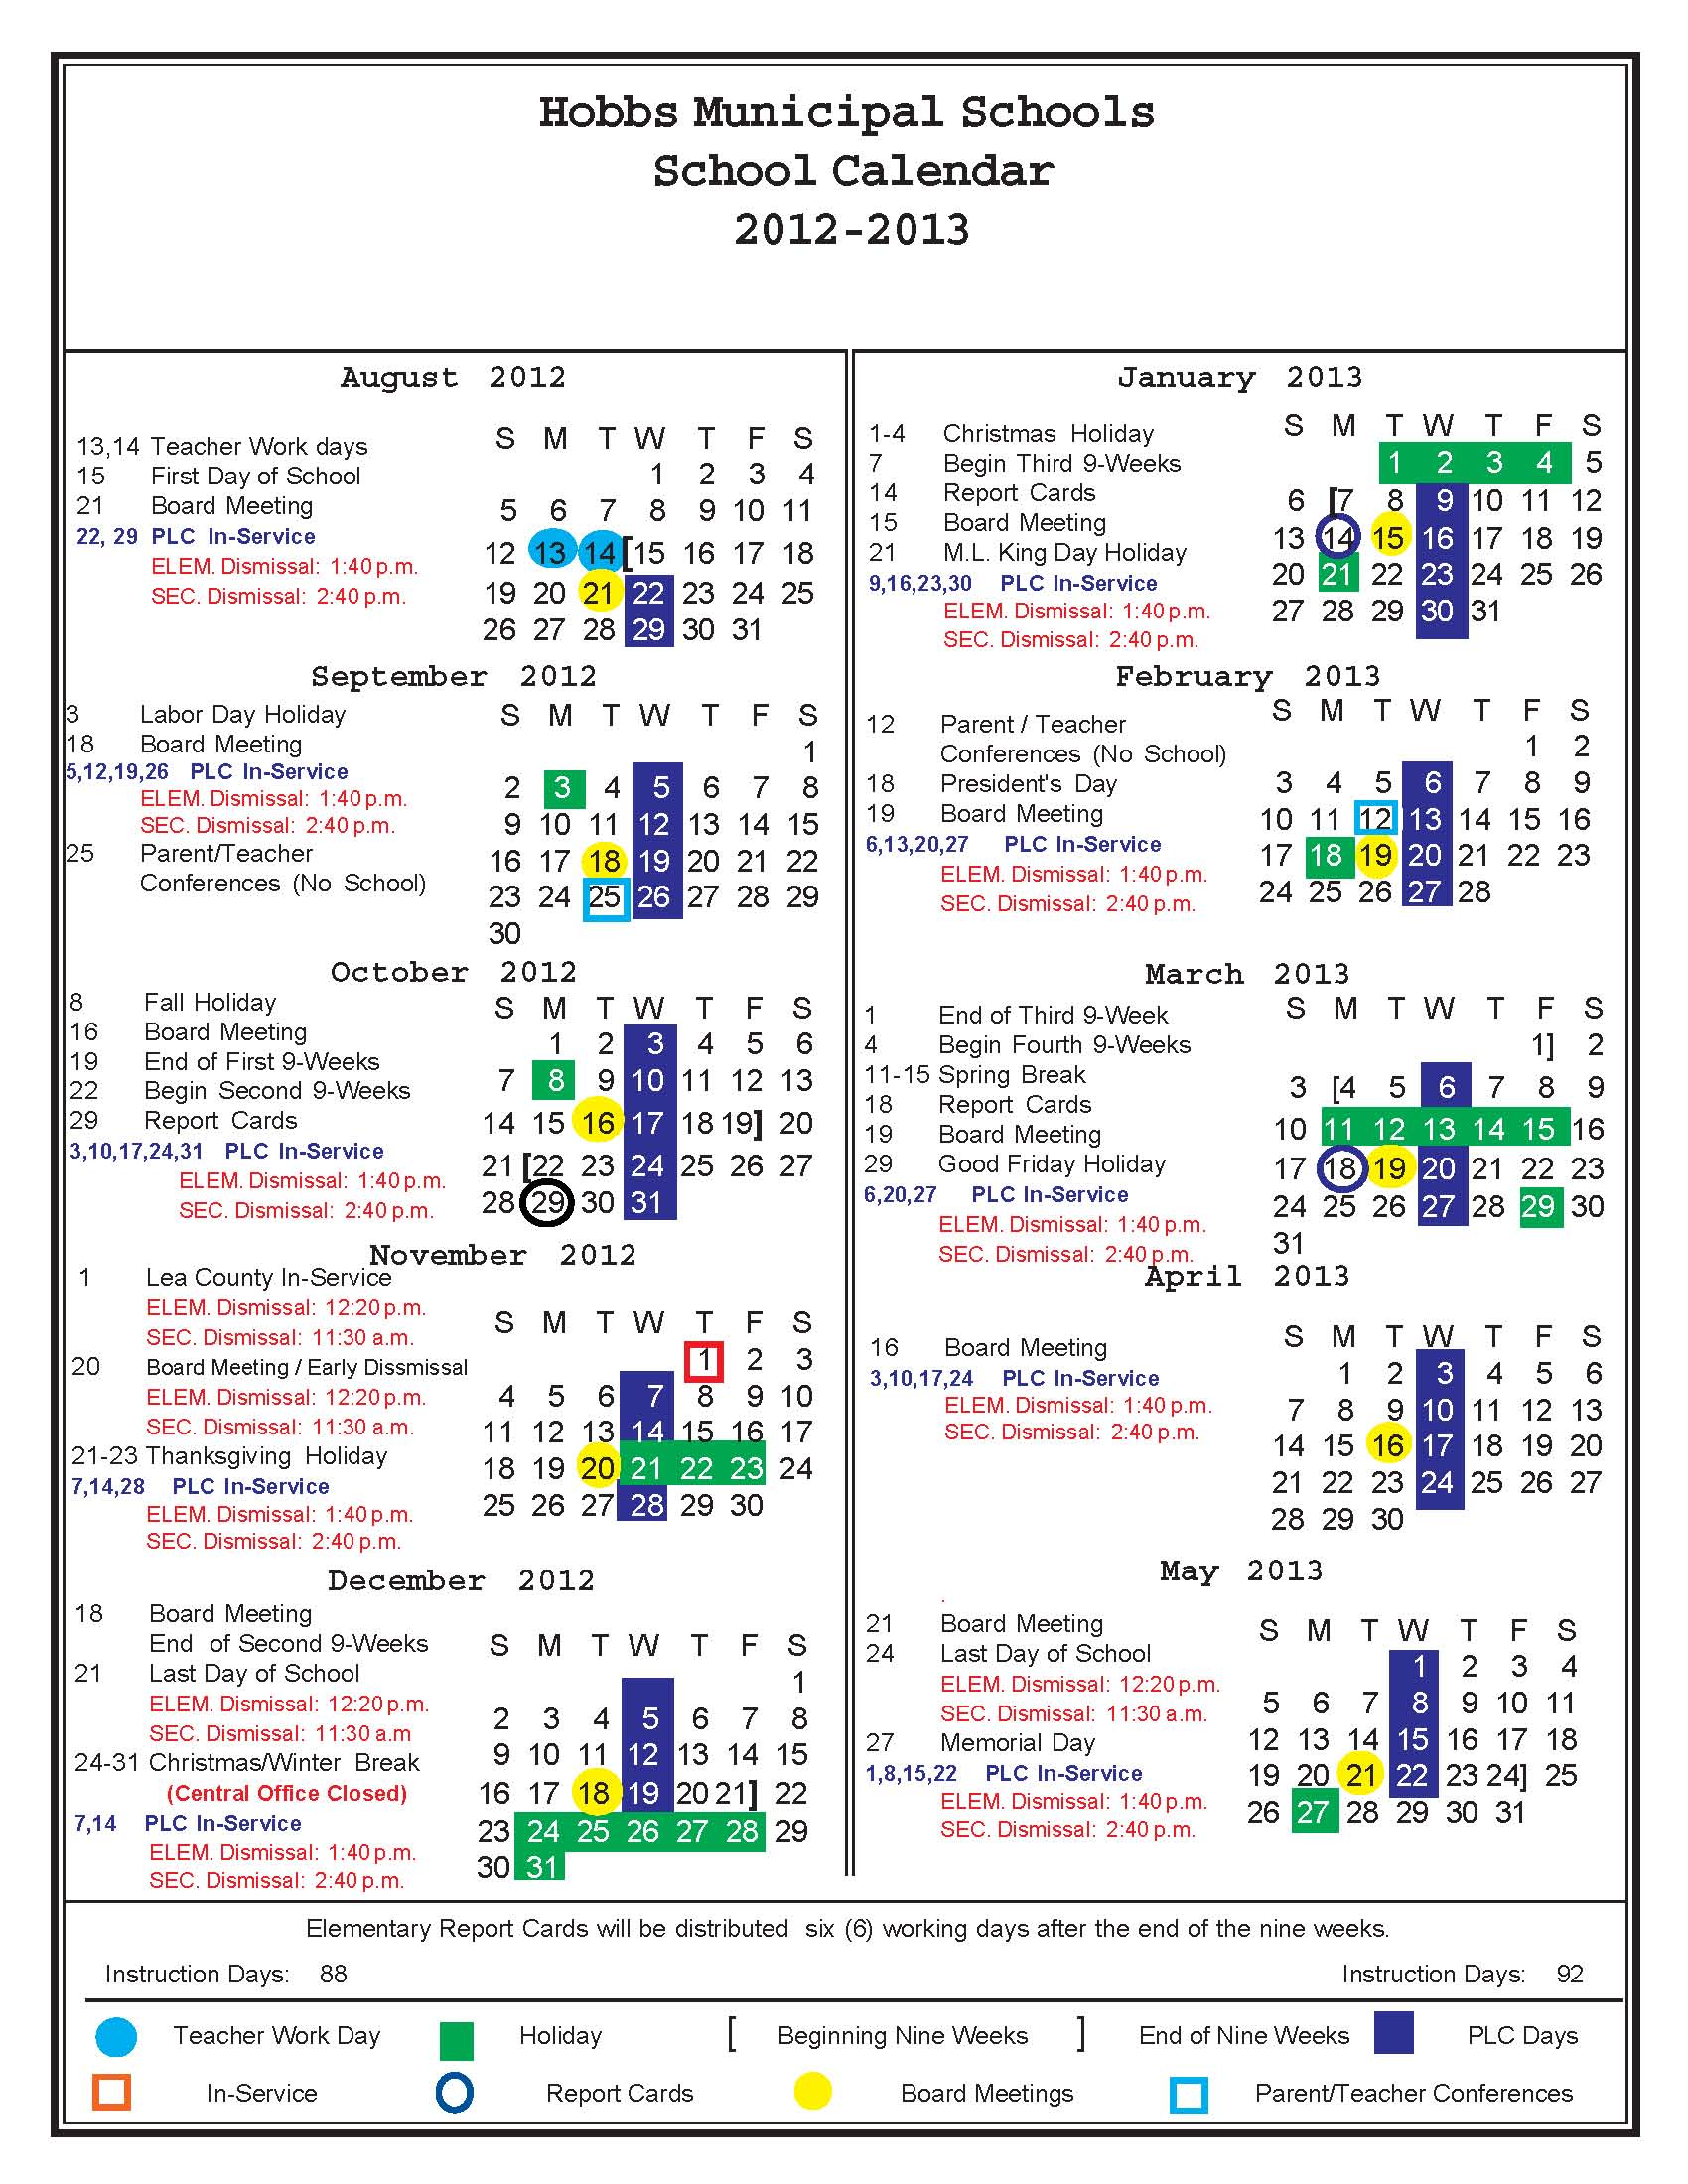 Hobbs Municipal Schools
School Calendar
2012-2013
August 2012
13,14 Teacher Work days
15 First Day of School
21 Board Meeting
22, 29 PLC In-Service
ELEM. Dismissal: 1:40 p.m.
SEC. Dismissal: 2:40 p.m.
S M T W T F S
1 2 3 4
5 6 7 8 9 10 11
12 13 14 [15 16 17 18
19 20 21 22 23 24 25
26 27 28 29 30 31
September 2012
3 Labor Day Holiday
18 Board Meeting
5,12,19,26 PLC In-Service
ELEM. Dismissal: 1:40 p.m.
SEC. Dismissal: 2:40 p.m.
25 Parent/Teacher
Conferences (No School)
S M T W T F S
1
2 3 4 5 6 7 8
9 10 11 12 13 14 15
16 17 18 19 20 21 22
23 24 25 26 27 28 29
30
October 2012
8 Fall Holiday
16 Board Meeting
19 End of First 9-Weeks
22 Begin Second 9-Weeks
29 Report Cards
3,10,17,24,31 PLC In-Service
ELEM. Dismissal: 1:40 p.m.
SEC. Dismissal: 2:40 p.m.
S M T W T F S
1 2 3 4 5 6
7 8 9 10 11 12 13
14 15 16 17 18 19] 20
21 [22 23 24 25 26 27
28 29 30 31
November 2012
1 Lea County In-Service
ELEM. Dismissal: 12:20 p.m.
SEC. Dismissal: 11:30 a.m.
20 Board Meeting / Early Dissmissal
ELEM. Dismissal: 12:20 p.m.
SEC. Dismissal: 11:30 a.m.
21-23 Thanksgiving Holiday
7,14,28 PLC In-Service
ELEM. Dismissal: 1:40 p.m.
SEC. Dismissal: 2:40 p.m.
S M T W T F S
1 2 3
4 5 6 7 8 9 10
11 12 13 14 15 16 17
18 19 20 21 22 23 24
25 26 27 28 29 30
December 2012
18 Board Meeting
End of Second 9-Weeks
21 Last Day of School
ELEM. Dismissal: 12:20 p.m.
SEC. Dismissal: 11:30 a.m
24-31 Christmas/Winter Break
(Central Office Closed)
7,14 PLC In-Service
ELEM. Dismissal: 1:40 p.m.
SEC. Dismissal: 2:40 p.m.
S M T W T F S
1
2 3 4 5 6 7 8
9 10 11 12 13 14 15
16 17 18 19 20 21] 22
23 24 25 26 27 28 29
30 31
January 2013
1-4 Christmas Holiday
7 Begin Third 9-Weeks
14 Report Cards
15 Board Meeting
21 M.L. King Day Holiday
9,16,23,30 PLC In-Service
ELEM. Dismissal: 1:40 p.m.
SEC. Dismissal: 2:40 p.m.
S M T W T F S
1 2 3 4 5
6 [7 8 9 10 11 12
13 14 15 16 17 18 19
20 21 22 23 24 25 26
27 28 29 30 31
February 2013
12 Parent / Teacher
Conferences (No School)
18 President's Day
19 Board Meeting
6,13,20,27 PLC In-Service
ELEM. Dismissal: 1:40 p.m.
SEC. Dismissal: 2:40 p.m.
S M T W T F S
1 2
3 4 5 6 7 8 9
10 11 12 13 14 15 16
17 18 19 20 21 22 23
24 25 26 27 28
March 2013
1 End of Third 9-Week
4 Begin Fourth 9-Weeks
11-15 Spring Break
18 Report Cards
19 Board Meeting
29 Good Friday Holiday
6,20,27 PLC In-Service
ELEM. Dismissal: 1:40 p.m.
SEC. Dismissal: 2:40 p.m.
S M T W T F S
1] 2
3 [4 5 6 7 8 9
10 11 12 13 14 15 16
17 18 19 20 21 22 23
24 25 26 27 28 29 30
31
April 2013
16 Board Meeting
3,10,17,24 PLC In-Service
ELEM. Dismissal: 1:40 p.m.
SEC. Dismissal: 2:40 p.m.
S M T W T F S
1 2 3 4 5 6
7 8 9 10 11 12 13
14 15 16 17 18 19 20
21 22 23 24 25 26 27
28 29 30
May 2013
21 Board Meeting
24 Last Day of School
ELEM. Dismissal: 12:20 p.m.
SEC. Dismissal: 11:30 a.m.
27 Memorial Day
1,8,15,22 PLC In-Service
ELEM. Dismissal: 1:40 p.m.
SEC. Dismissal: 2:40 p.m.
S M T W T F S
1 2 3 4
5 6 7 8 9 10 11
12 13 14 15 16 17 18
19 20 21 22 23 24] 25
26 27 28 29 30 31
Elementary Report Cards will be distributed six (6) working days after the end of the nine weeks.
Instruction Days: 88 Instruction Days: 92
Teacher Work Day Holiday [ Beginning Nine Weeks ] End of Nine Weeks PLC Days
In-Service Report Cards Board Meetings Parent/Teacher Conferences